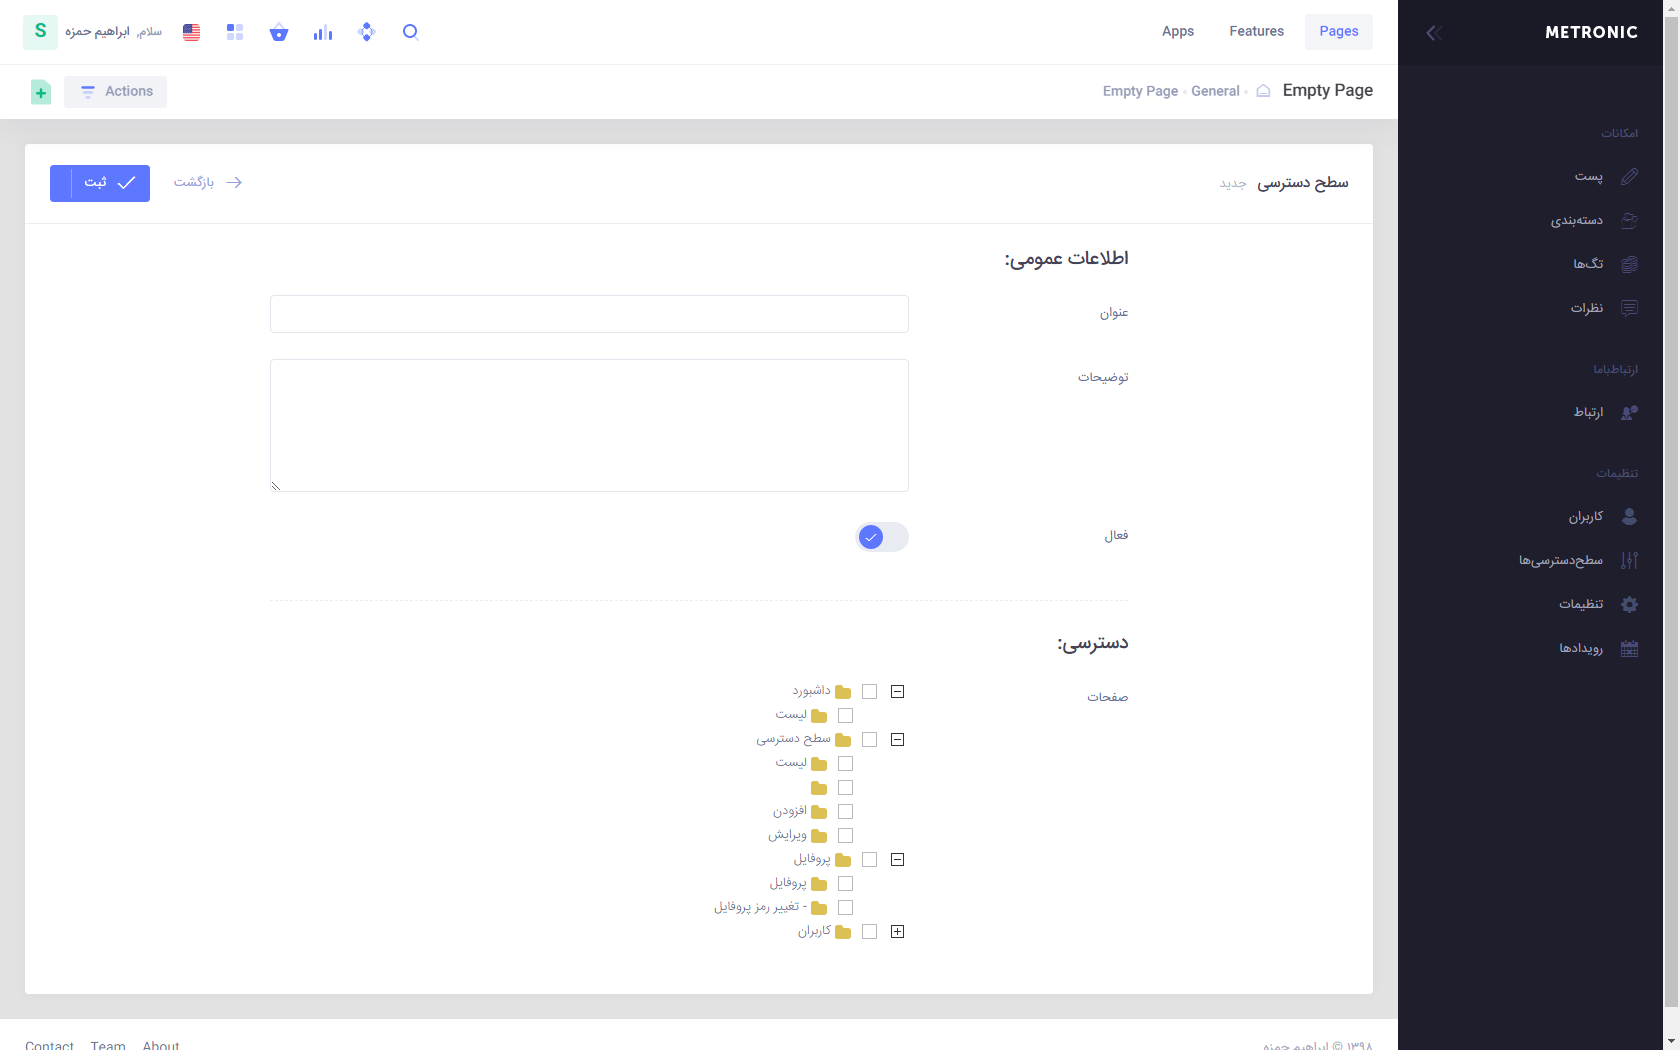 METRONIC
Pages
Features
Apps
سلام, ابراهیم حمزه
S
Empty Page
General • Empty Page
Actions
امکانات
پست
دسته‌بندی
تگ‌ها
نظرات
ارتباط‌باما
ارتباط
تنظیمات
کاربران
سطح‌دسترسی‌ها
تنظیمات
رویدادها
سطح دسترسی جدید
بازگشت
ثبت
اطلاعات عمومی:
عنوان
توضیحات
فعال
دسترسی:
صفحات
داشبورد
لیست
سطح دسترسی
لیست
افزودن
ویرایش
پروفایل
پروفایل
- تغییر رمز پروفایل
کاربران
۱۳۹۸ © ابراهیم حمزه
About
Team
Contact